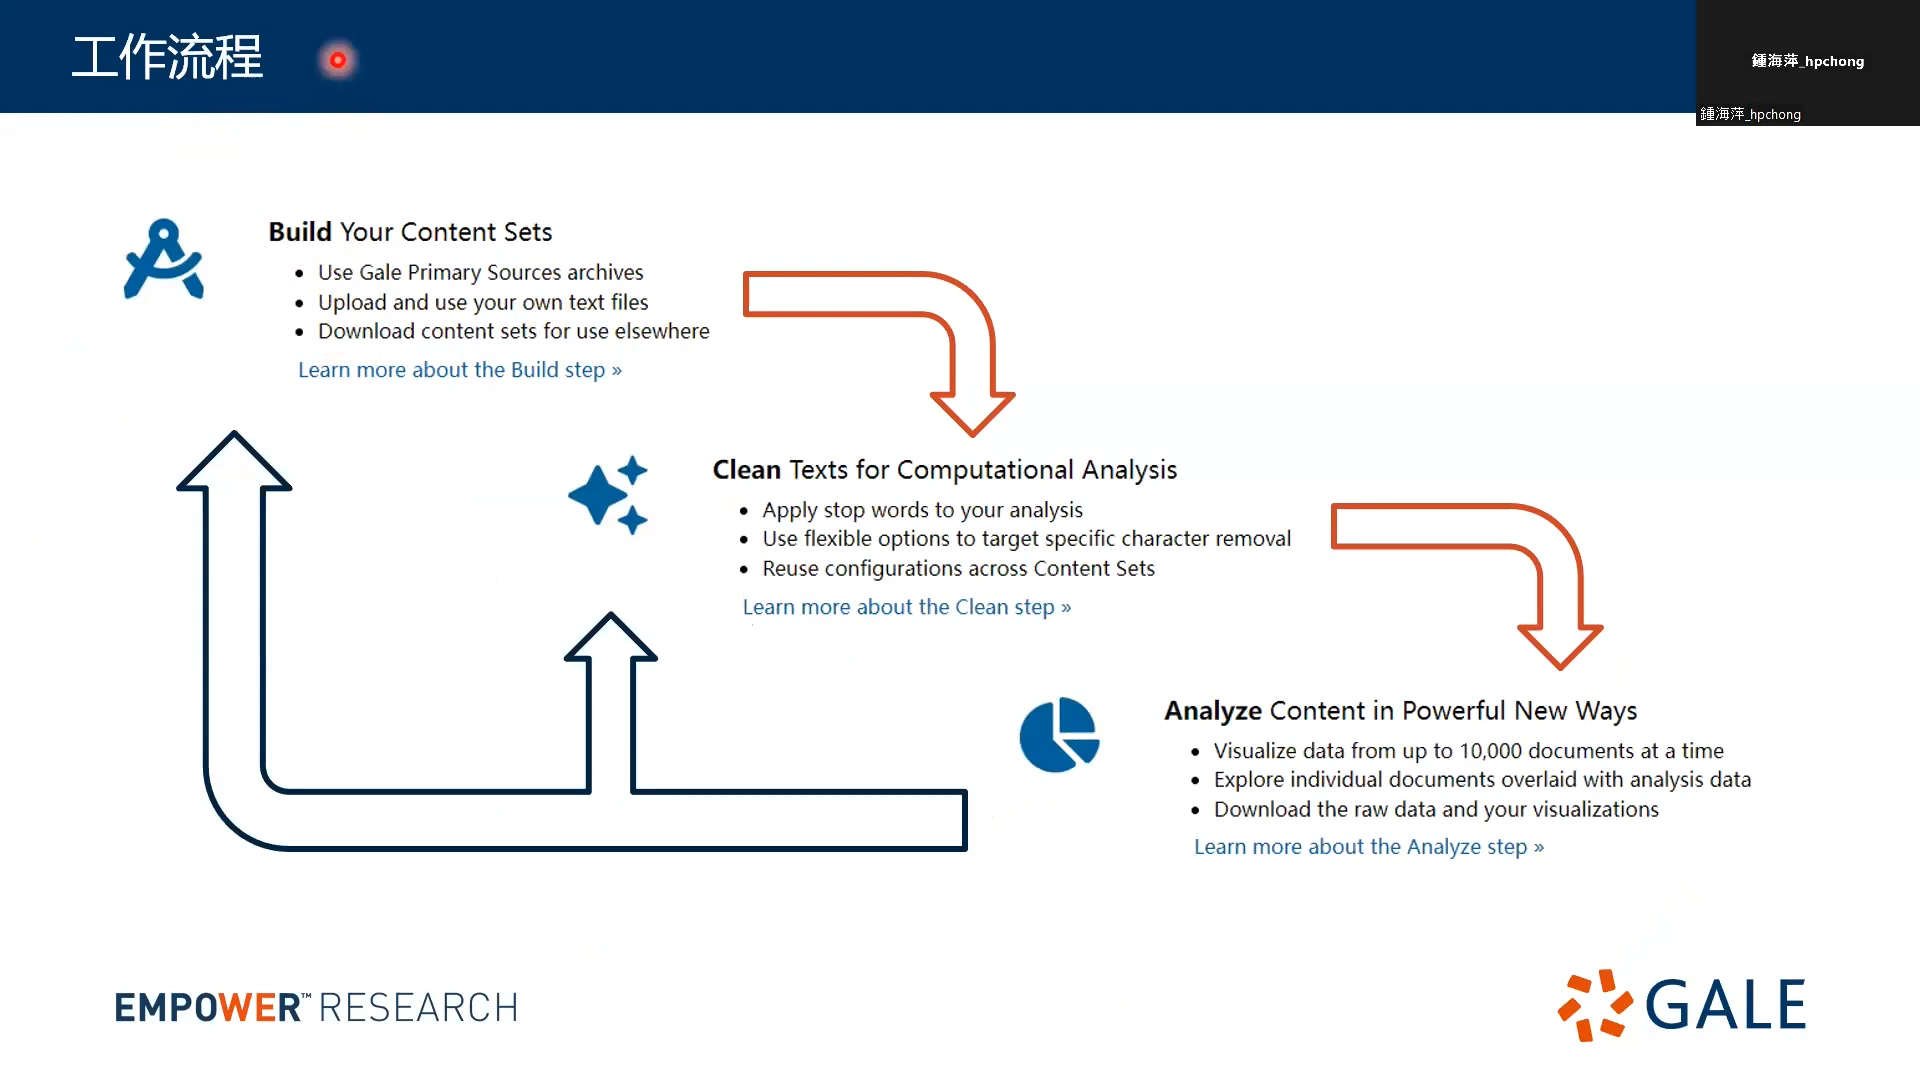 工作流程
鍾海萍_hpchong
鍾海萍_hpchong
Build Your Content Sets
• Use Gale Primary Sources archives
• Upload and use your own text files
• Download content sets for use elsewhere
Learn more about the Build step »
Clean Texts for Computational Analysis
• Apply stop words to your analysis
• Use flexible options to target specific character removal
• Reuse configurations across Content Sets
Learn more about the Clean step »
Analyze Content in Powerful New Ways
• Visualize data from up to 10,000 documents at a time
• Explore individual documents overlaid with analysis data
• Download the raw data and your visualizations
Learn more about the Analyze step »
EMPOWER™ RESEARCH
GALE